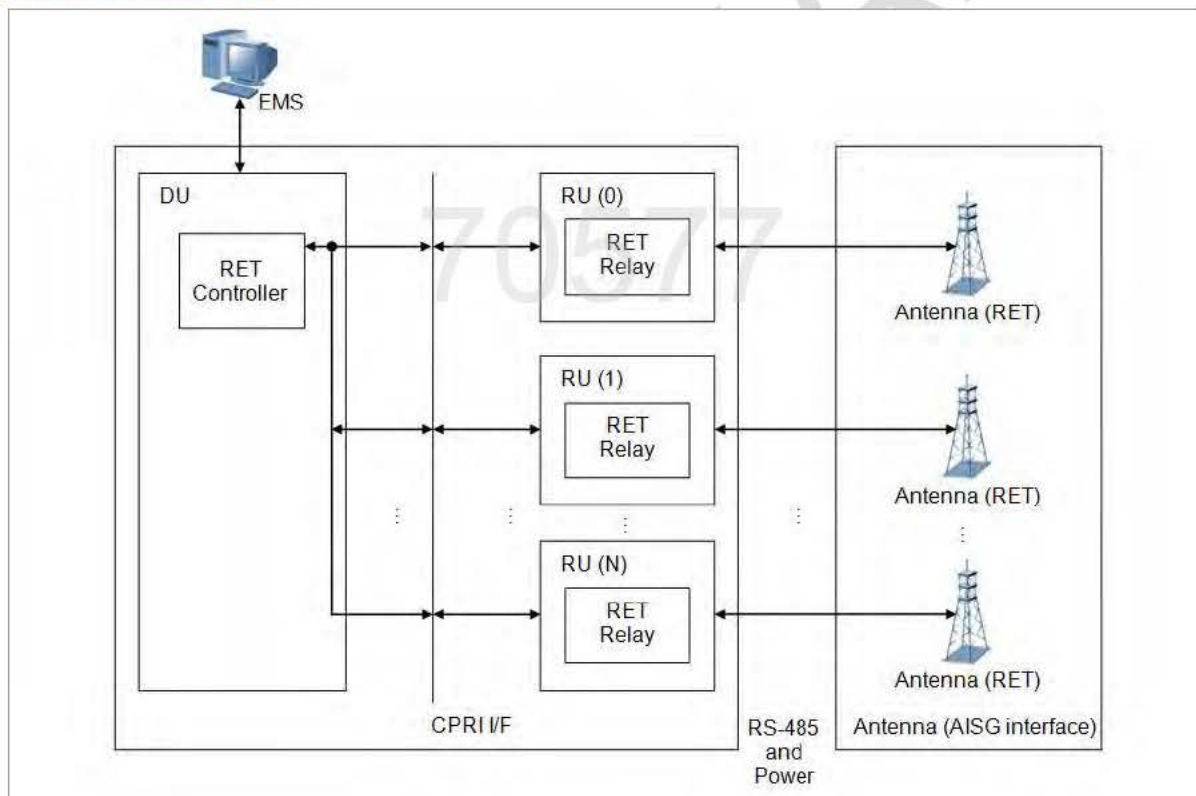 EMS
DU
RET
Controller
RU (0)
RET
Relay
Antenna (RET)
RU (1)
RET
Relay
Antenna (RET)
RU (N)
RET
Relay
Antenna (RET)
CPRI I/F
RS-485
and
Power
Antenna (AISG interface)
70577